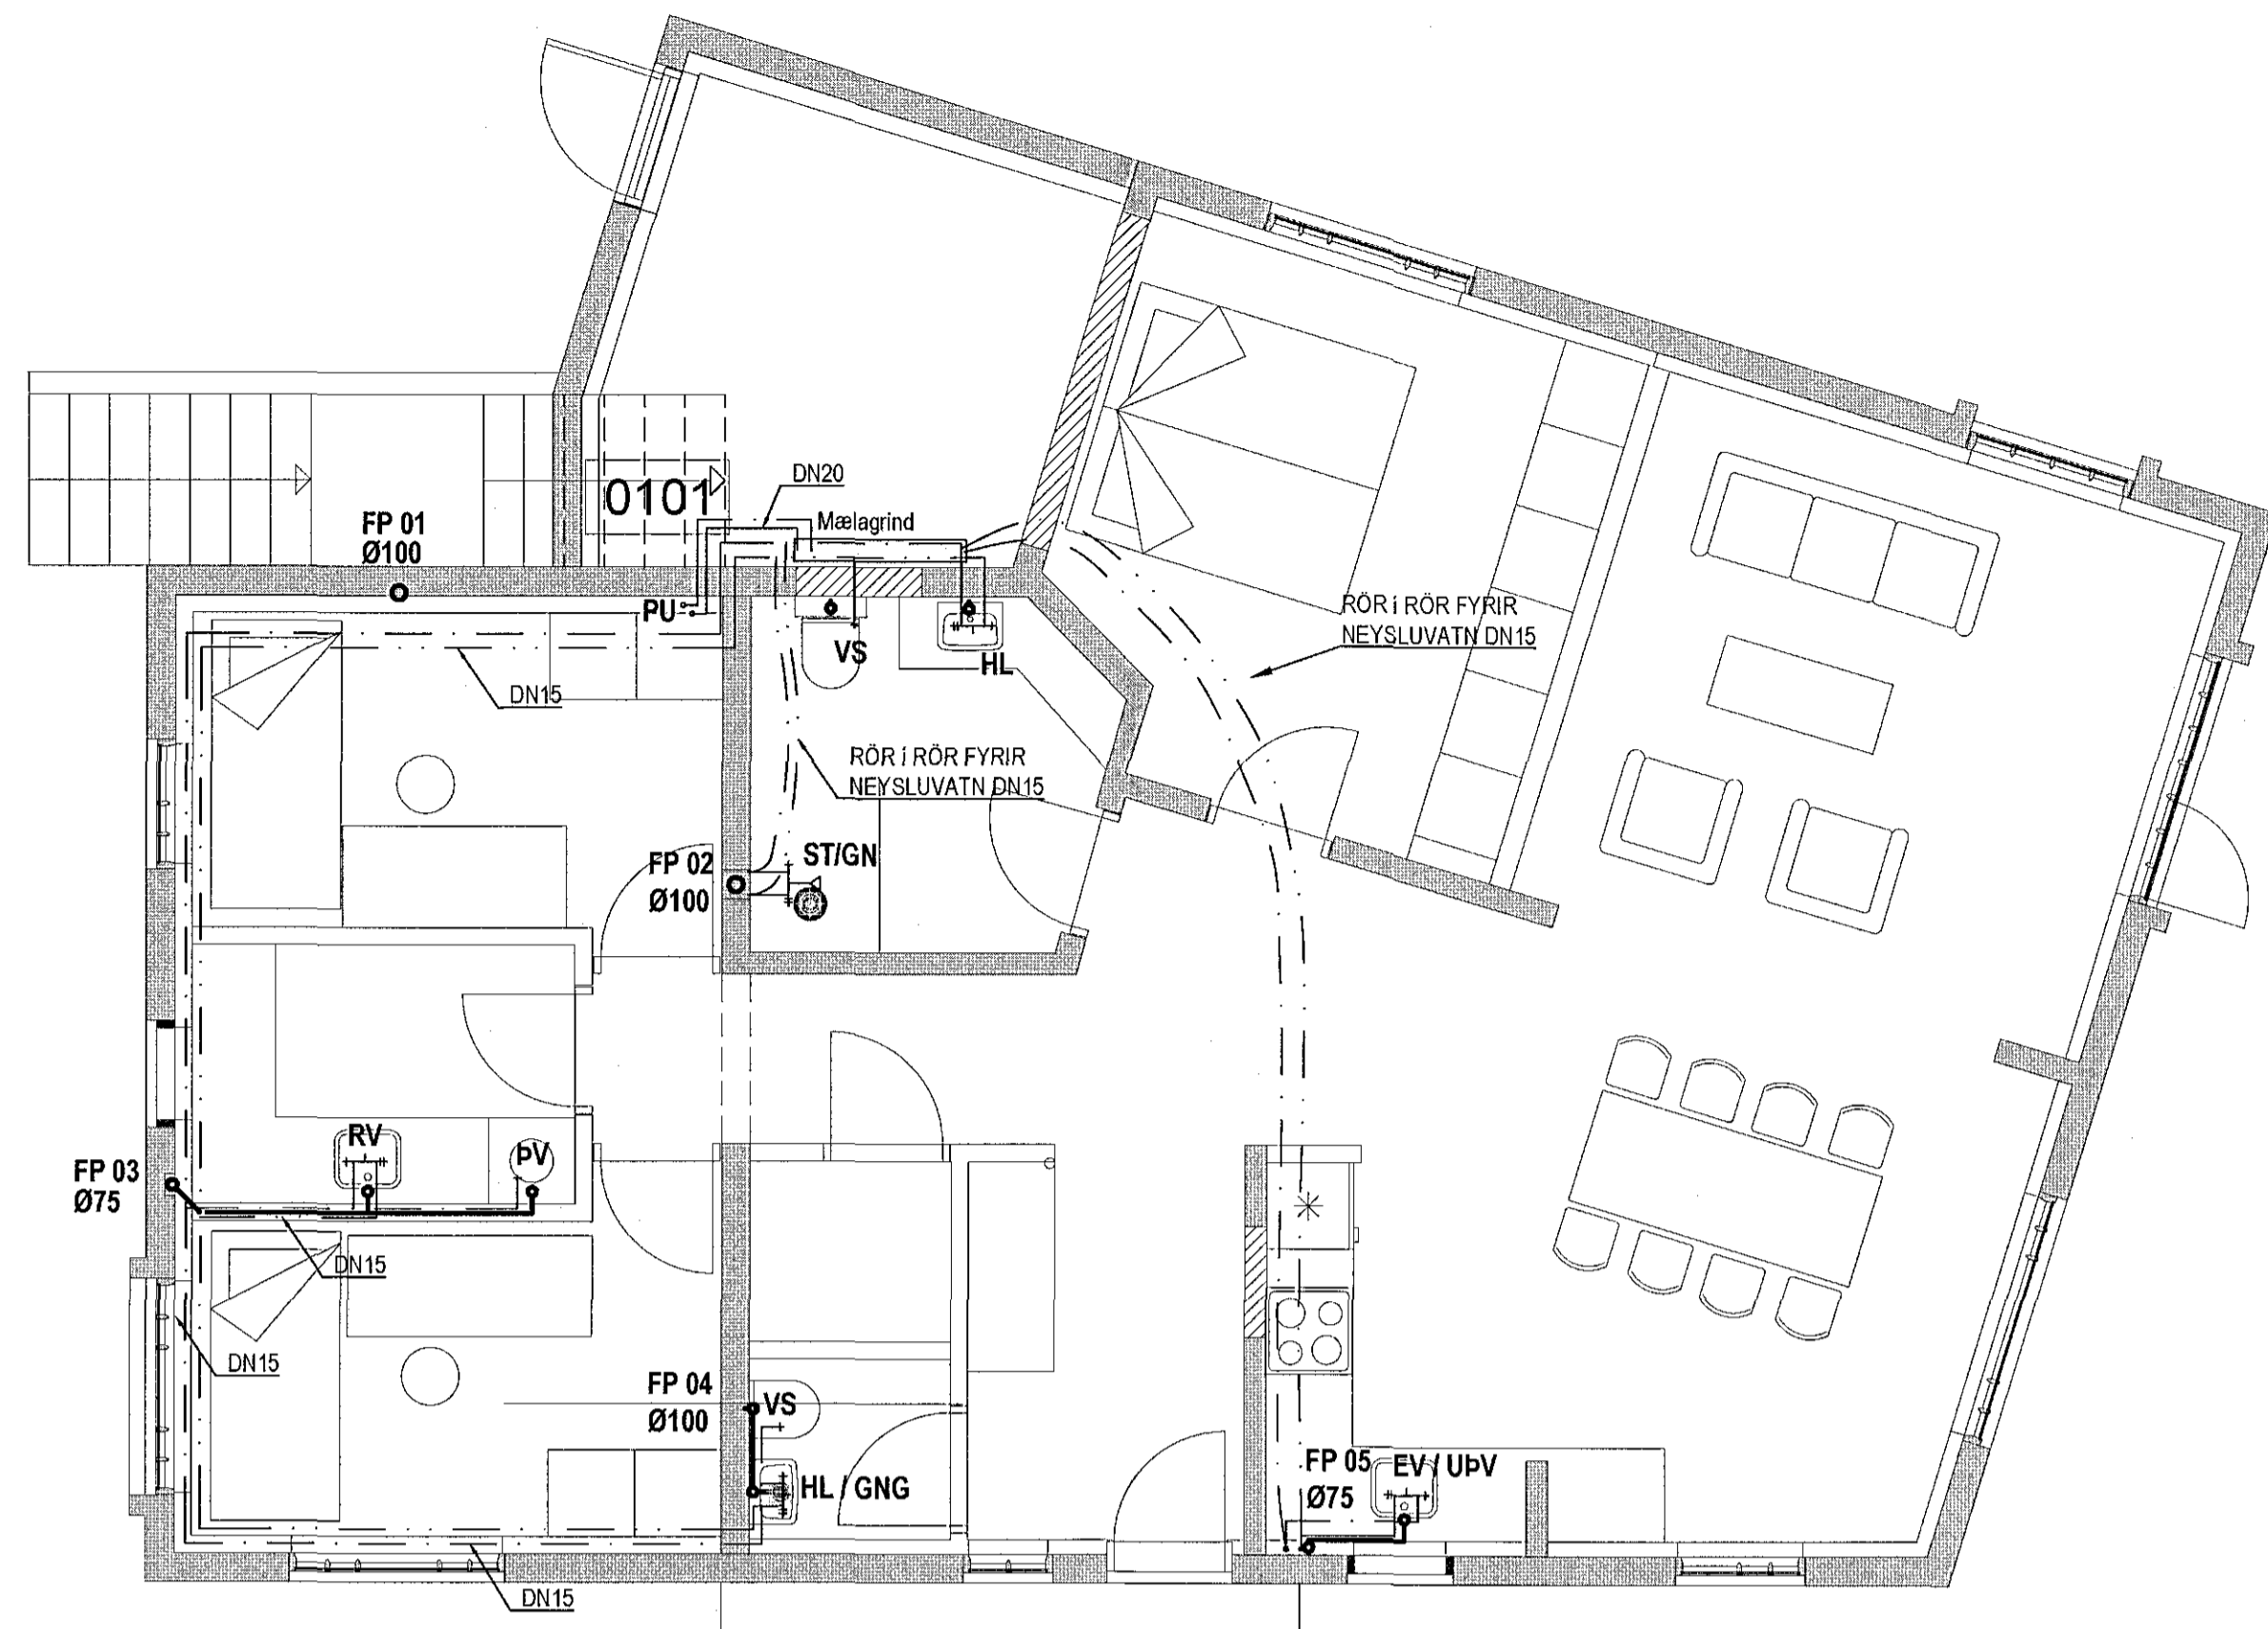 DN20
0101
Mælagrind
FP 01
Ø100
PU
VS
HL
RÖR Í RÖR FYRIR
NEYSLUVATN DN15
DN15
RÖR Í RÖR FYRIR
NEYSLUVATN DN15
FP 02
Ø100
ST/GN
RV
ÞV
FP 03
Ø75
DN15
DN15
FP 04
Ø100
VS
HL / GNG
FP 05
Ø75
EV / UÞV
DN15